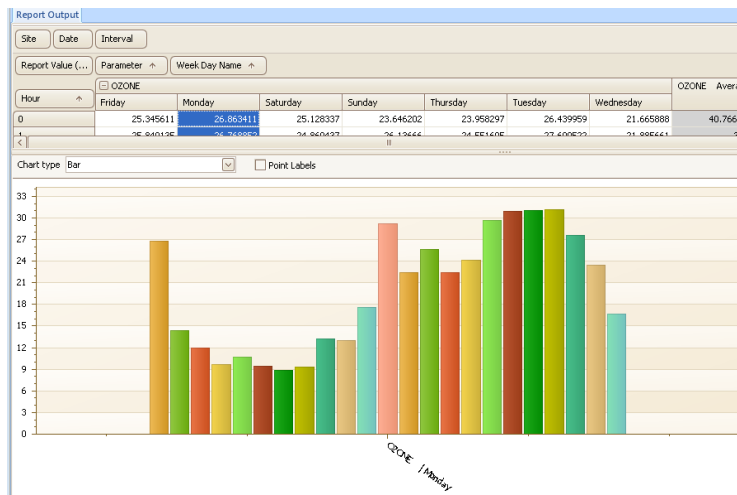 Report Output
Site Date Interval
Report Value (... Parameter Week Day Name
OZONE OZONE Avera
Hour Friday Monday Saturday Sunday Thursday Tuesday Wednesday
0 25.345611 26.863411 25.128337 23.646202 23.958297 26.439959 21.665888 40.766
Chart type Bar Point Labels
33
30
27
24
21
18
15
12
9
6
3
0
OZONE | Monday